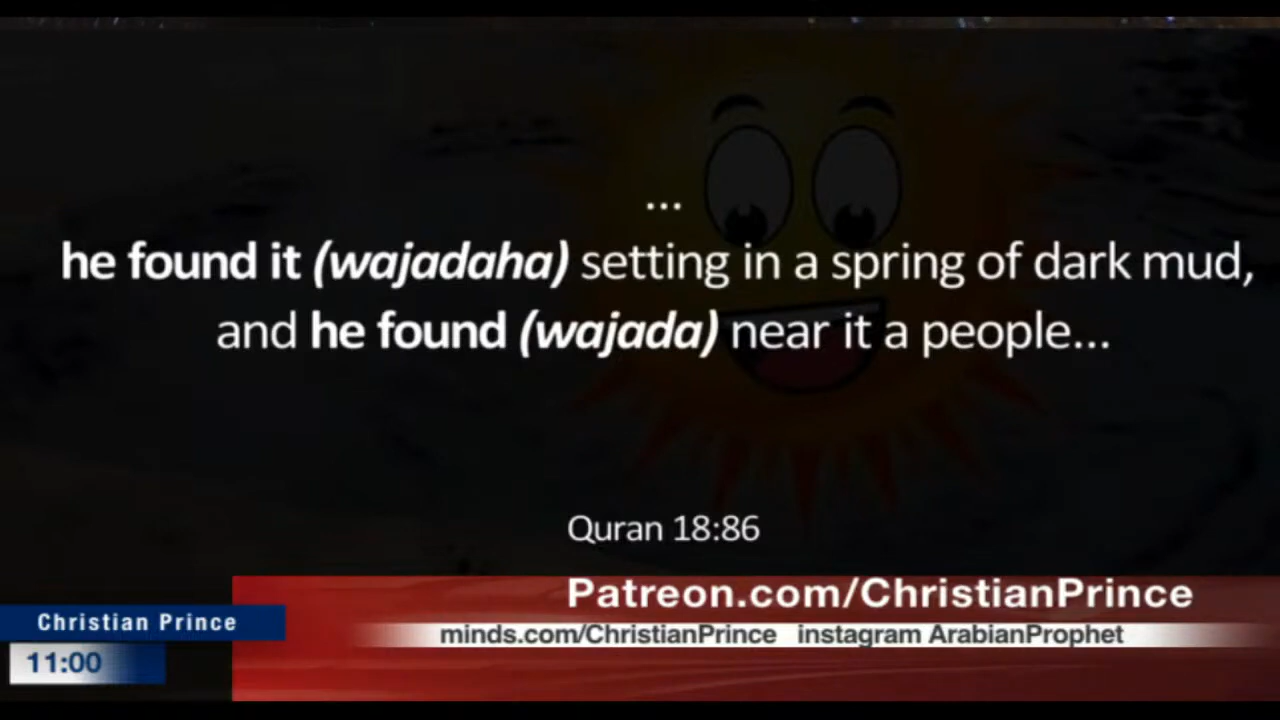 ...
he found it (wajadaha) setting in a spring of dark mud,
and he found (wajada) near it a people...
Quran 18:86
Patreon.com/ChristianPrince
Christian Prince
minds.com/ChristianPrince instagram ArabianProphet
11:00